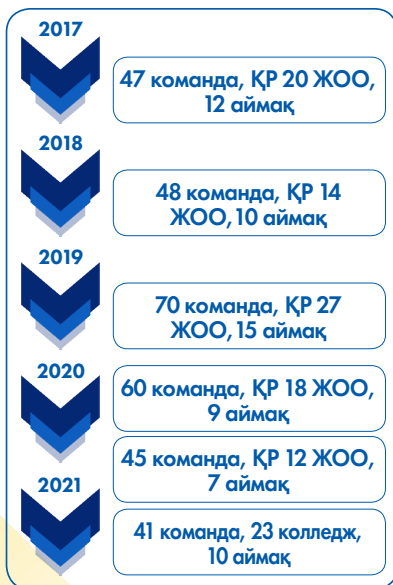 2017
47 команда, ҚР 20 ЖОО,
12 аймақ
2018
48 команда, ҚР 14
ЖОО, 10 аймақ
2019
70 команда, ҚР 27
ЖОО, 15 аймақ
2020
60 команда, ҚР 18 ЖОО,
9 аймақ
45 команда, ҚР 12 ЖОО,
7 аймақ
2021
41 команда, 23 колледж,
10 аймақ